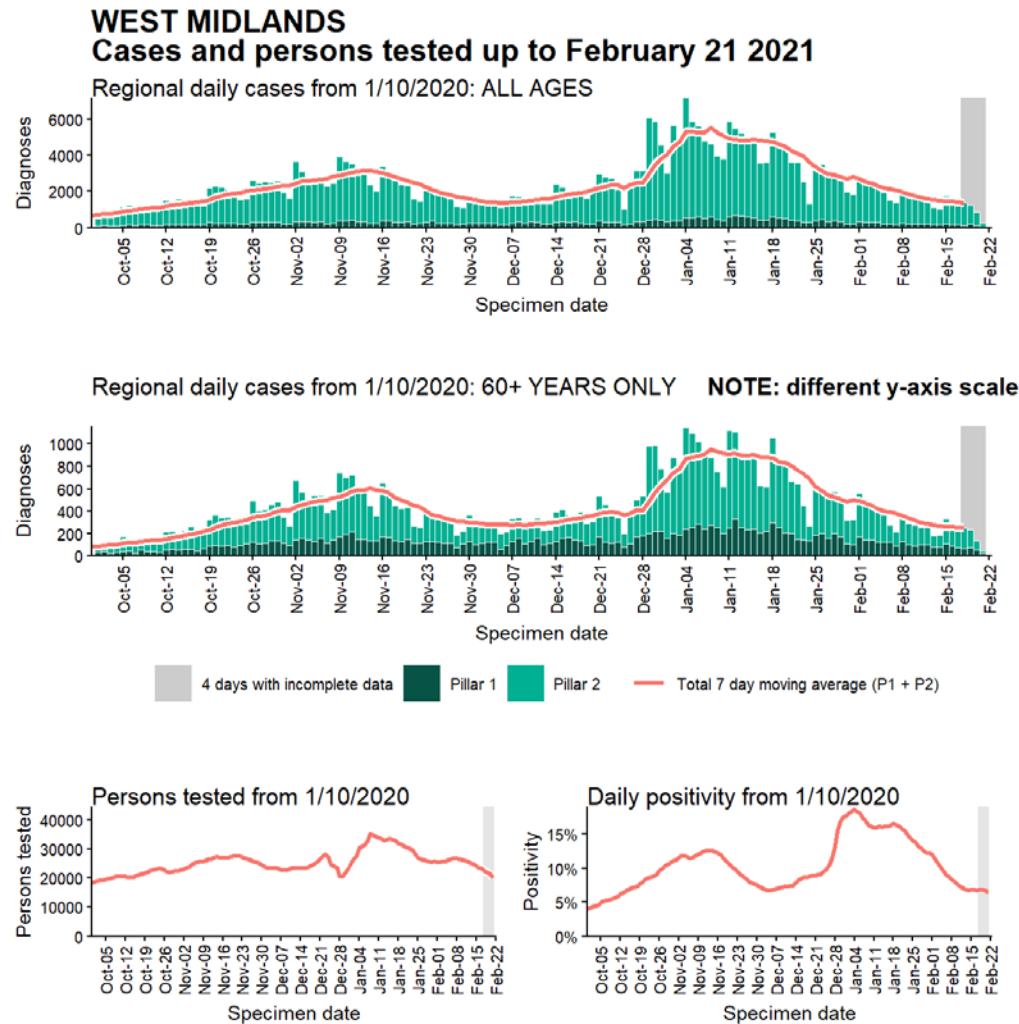 WEST MIDLANDS
Cases and persons tested up to February 21 2021
Regional daily cases from 1/10/2020: ALL AGES
Diagnoses
6000
4000
2000
0
Oct-05 Oct-12 Oct-19 Oct-26 Nov-02 Nov-09 Nov-16 Nov-23 Nov-30 Dec-07 Dec-14 Dec-21 Dec-28 Jan-04 Jan-11 Jan-18 Jan-25 Feb-01 Feb-08 Feb-15 Feb-22
Specimen date
Regional daily cases from 1/10/2020: 60+ YEARS ONLY NOTE: different y-axis scale
Diagnoses
1000
800
600
400
200
0
Oct-05 Oct-12 Oct-19 Oct-26 Nov-02 Nov-09 Nov-16 Nov-23 Nov-30 Dec-07 Dec-14 Dec-21 Dec-28 Jan-04 Jan-11 Jan-18 Jan-25 Feb-01 Feb-08 Feb-15 Feb-22
Specimen date
4 days with incomplete data Pillar 1 Pillar 2 Total 7 day moving average (P1 + P2)
Persons tested from 1/10/2020
Persons tested
40000
30000
20000
10000
0
Oct-05 Oct-12 Oct-19 Oct-26 Nov-02 Nov-09 Nov-16 Nov-23 Nov-30 Dec-07 Dec-14 Dec-21 Dec-28 Jan-04 Jan-11 Jan-18 Jan-25 Feb-01 Feb-08 Feb-15 Feb-22
Specimen date
Daily positivity from 1/10/2020
Positivity
15%
10%
5%
0%
Oct-05 Oct-12 Oct-19 Oct-26 Nov-02 Nov-09 Nov-16 Nov-23 Nov-30 Dec-07 Dec-14 Dec-21 Dec-28 Jan-04 Jan-11 Jan-18 Jan-25 Feb-01 Feb-08 Feb-15 Feb-22
Specimen date